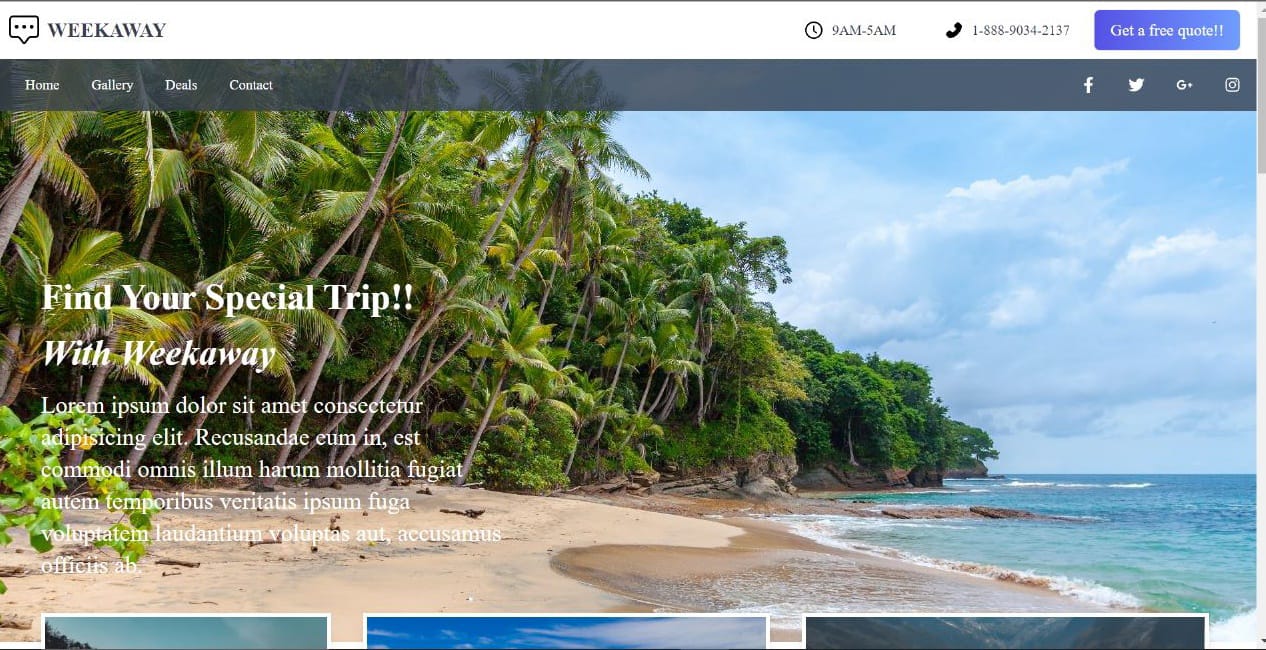 WEEKAWAY
9AM-5AM
1-888-9034-2137
Get a free quote!!
Home
Gallery
Deals
Contact
Find Your Special Trip!!
With Weekaway
Lorem ipsum dolor sit amet consectetur
adipisicing elit. Recusandae eum in, est
commodi omnis illum harum mollitia fugiat
autem temporibus veritatis ipsum fuga
voluptatem laudantium voluptas aut, accusamus
officiis ab.